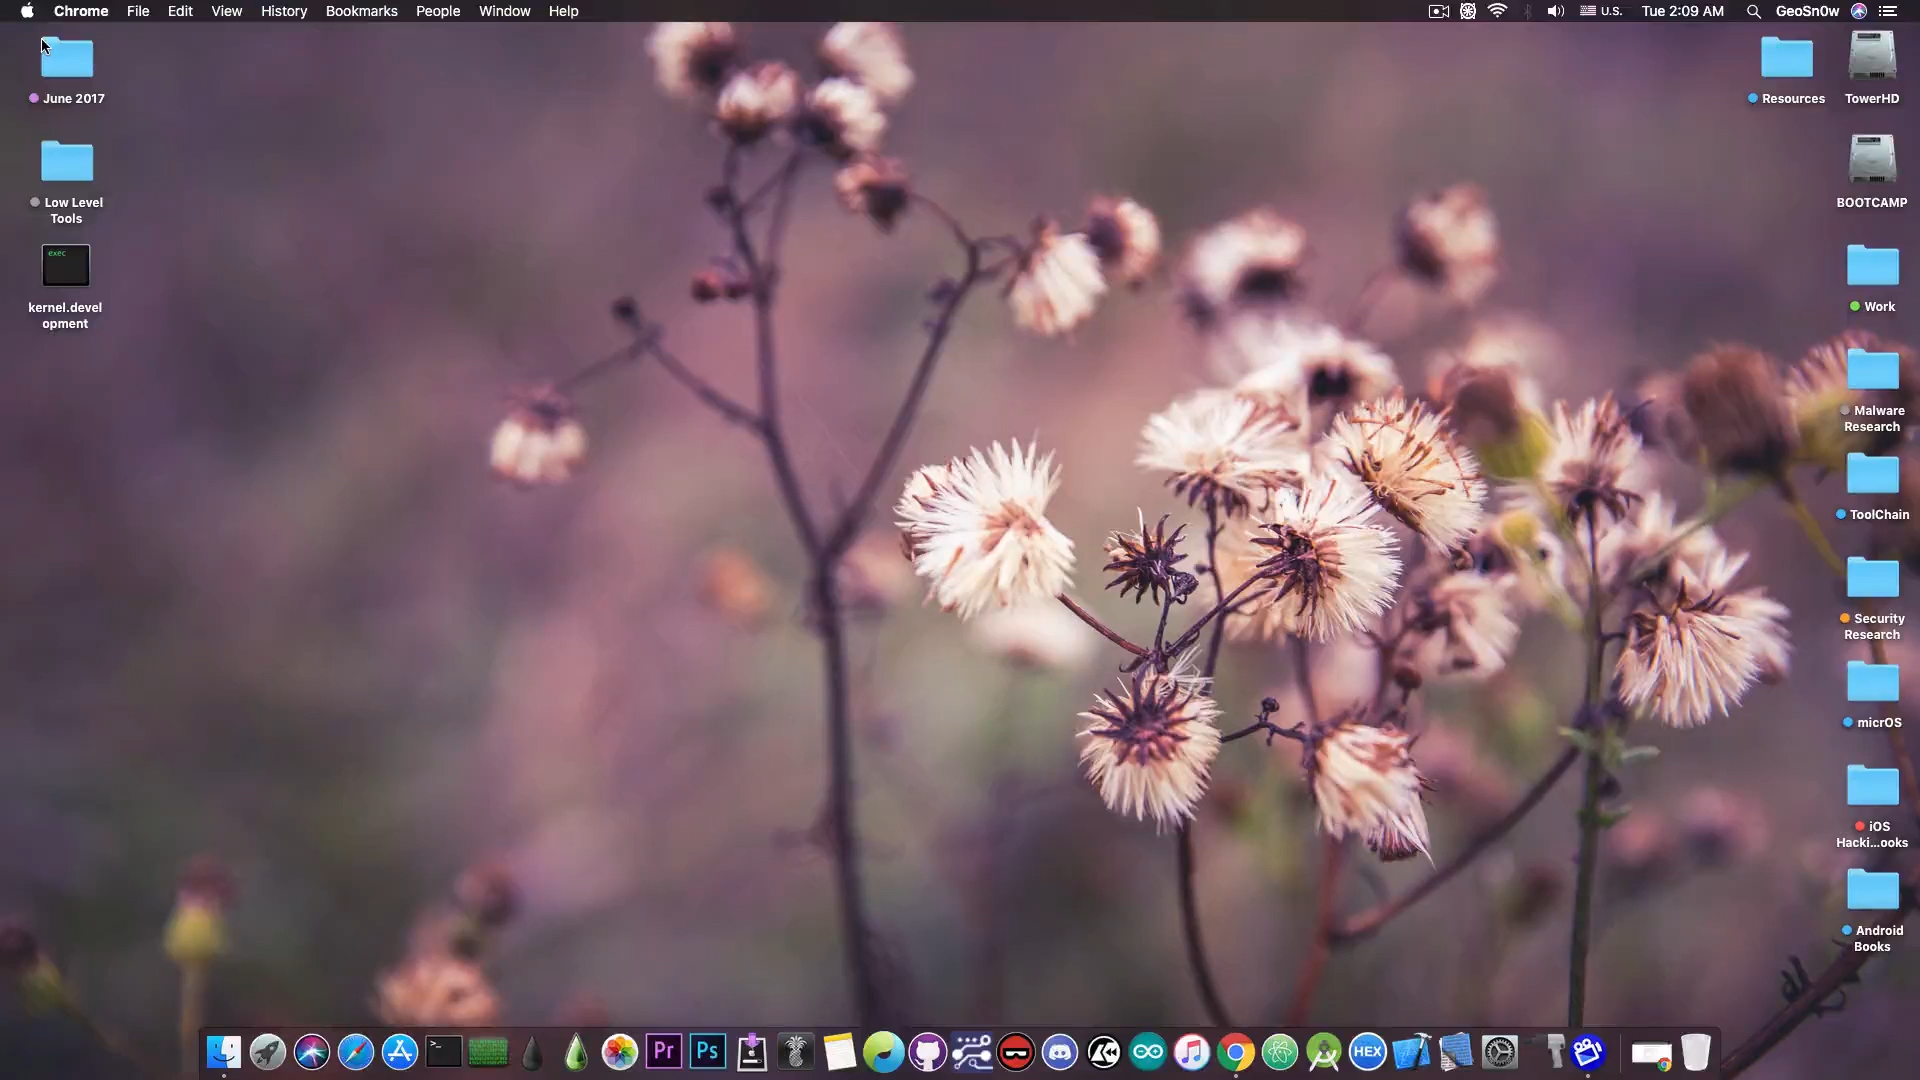 Chrome File Edit View History Bookmarks People Window Help
U.S. Tue 2:09 AM GeoSn0w
June 2017
Low Level
Tools
exec
kernel.devel
opment
Resources
TowerHD
BOOTCAMP
Work
Malware
Research
ToolChain
Security
Research
micrOS
iOS
Hacki...ooks
Android
Books
>_
Pr
Ps
HEX